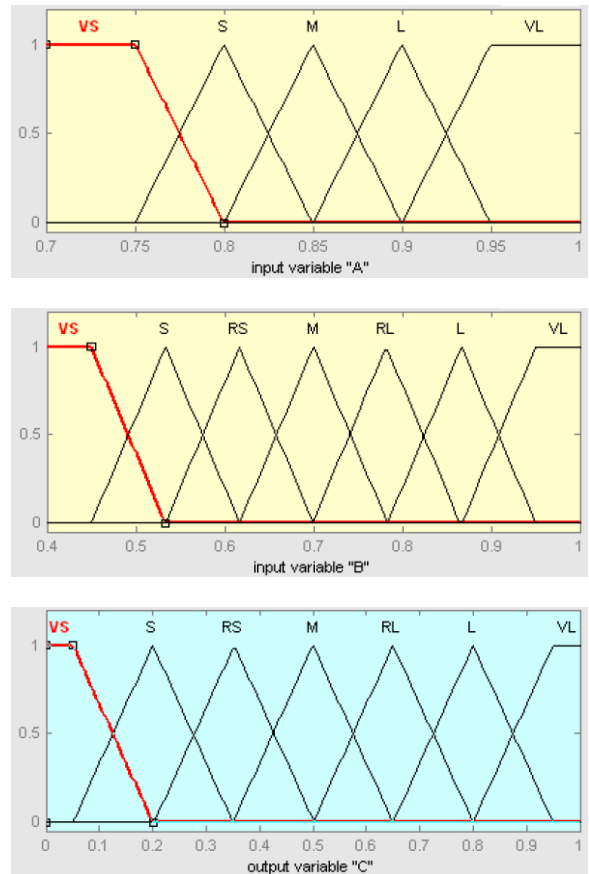 VS S M L VL
1
0.5
0
0.7 0.75 0.8 0.85 0.9 0.95 1
input variable "A"
VS S RS M RL L VL
1
0.5
0
0.4 0.5 0.6 0.7 0.8 0.9 1
input variable "B"
VS S RS M RL L VL
1
0.5
0
0 0.1 0.2 0.3 0.4 0.5 0.6 0.7 0.8 0.9 1
output variable "C"